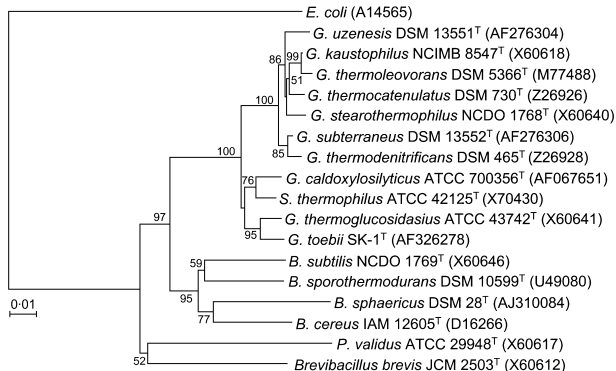 E. coli (A14565)
G. uzenesis DSM 13551ᵀ (AF276304)
86
99
G. kaustophilus NCIMB 8547ᵀ (X60618)
G. thermoleovorans DSM 5366ᵀ (M77488)
51
G. thermocatenulatus DSM 730ᵀ (Z26926)
100
G. stearothermophilus NCDO 1768ᵀ (X60640)
G. subterraneus DSM 13552ᵀ (AF276306)
85
G. thermodenitrificans DSM 465ᵀ (Z26928)
100
G. caldoxylosilyticus ATCC 700356ᵀ (AF067651)
76
S. thermophilus ATCC 42125ᵀ (X70430)
G. thermoglucosidasius ATCC 43742ᵀ (X60641)
95
G. toebii SK-1ᵀ (AF326278)
97
B. subtilis NCDO 1769ᵀ (X60646)
59
B. sporothermodurans DSM 10599ᵀ (U49080)
95
B. sphaericus DSM 28ᵀ (AJ310084)
77
B. cereus IAM 12605ᵀ (D16266)
0·01
P. validus ATCC 29948ᵀ (X60617)
52
Brevibacillus brevis JCM 2503ᵀ (X60612)